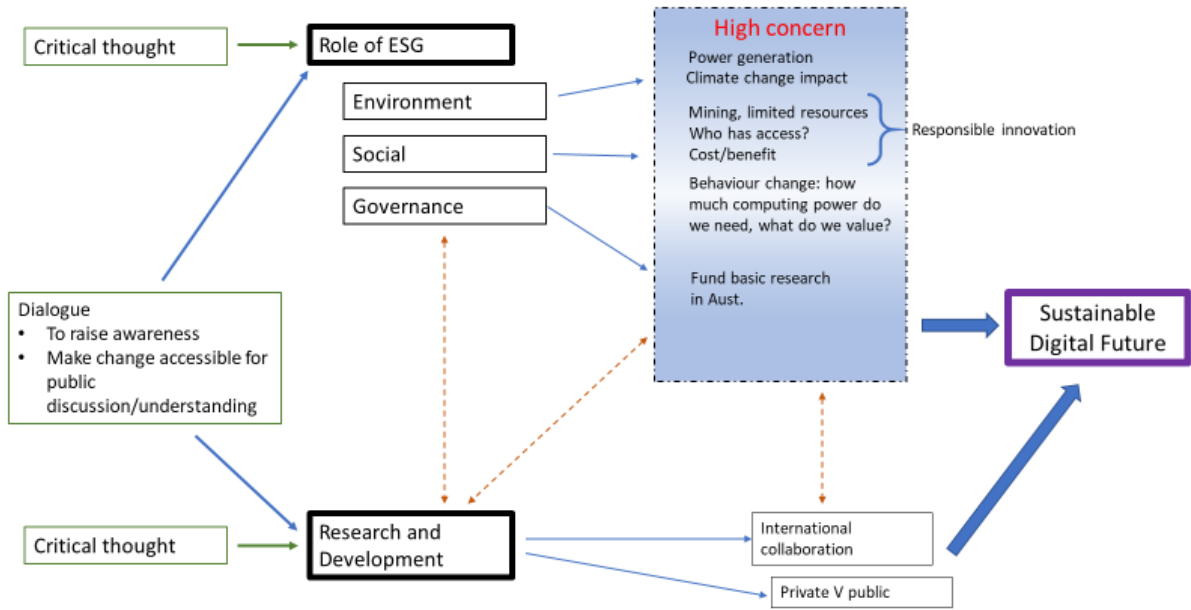 Critical thought
Role of ESG
Environment
Social
Governance
High concern
Power generation
Climate change impact
Mining, limited resources
Who has access?
Cost/benefit
Responsible innovation
Behaviour change: how
much computing power do
we need, what do we value?
Fund basic research
in Aust.
Dialogue
• To raise awareness
• Make change accessible for
public
discussion/understanding
Sustainable
Digital Future
Critical thought
Research and
Development
International
collaboration
Private V public